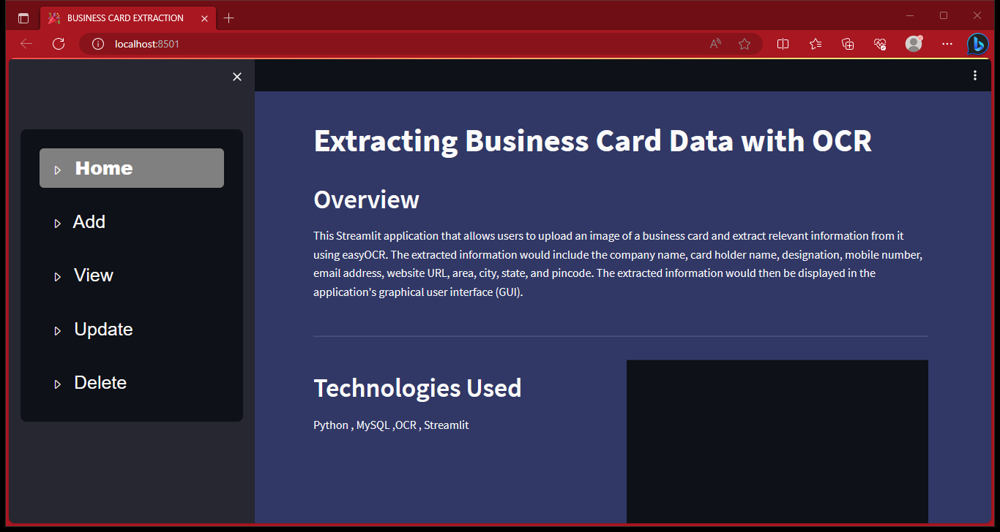 BUSINESS CARD EXTRACTION
localhost:8501
Home
Add
View
Update
Delete
Extracting Business Card Data with OCR
Overview
This Streamlit application that allows users to upload an image of a business card and extract relevant information from it
using easyOCR. The extracted information would include the company name, card holder name, designation, mobile number,
email address, website URL, area, city, state, and pincode. The extracted information would then be displayed in the
application's graphical user interface (GUI).
Technologies Used
Python , MySQL ,OCR , Streamlit